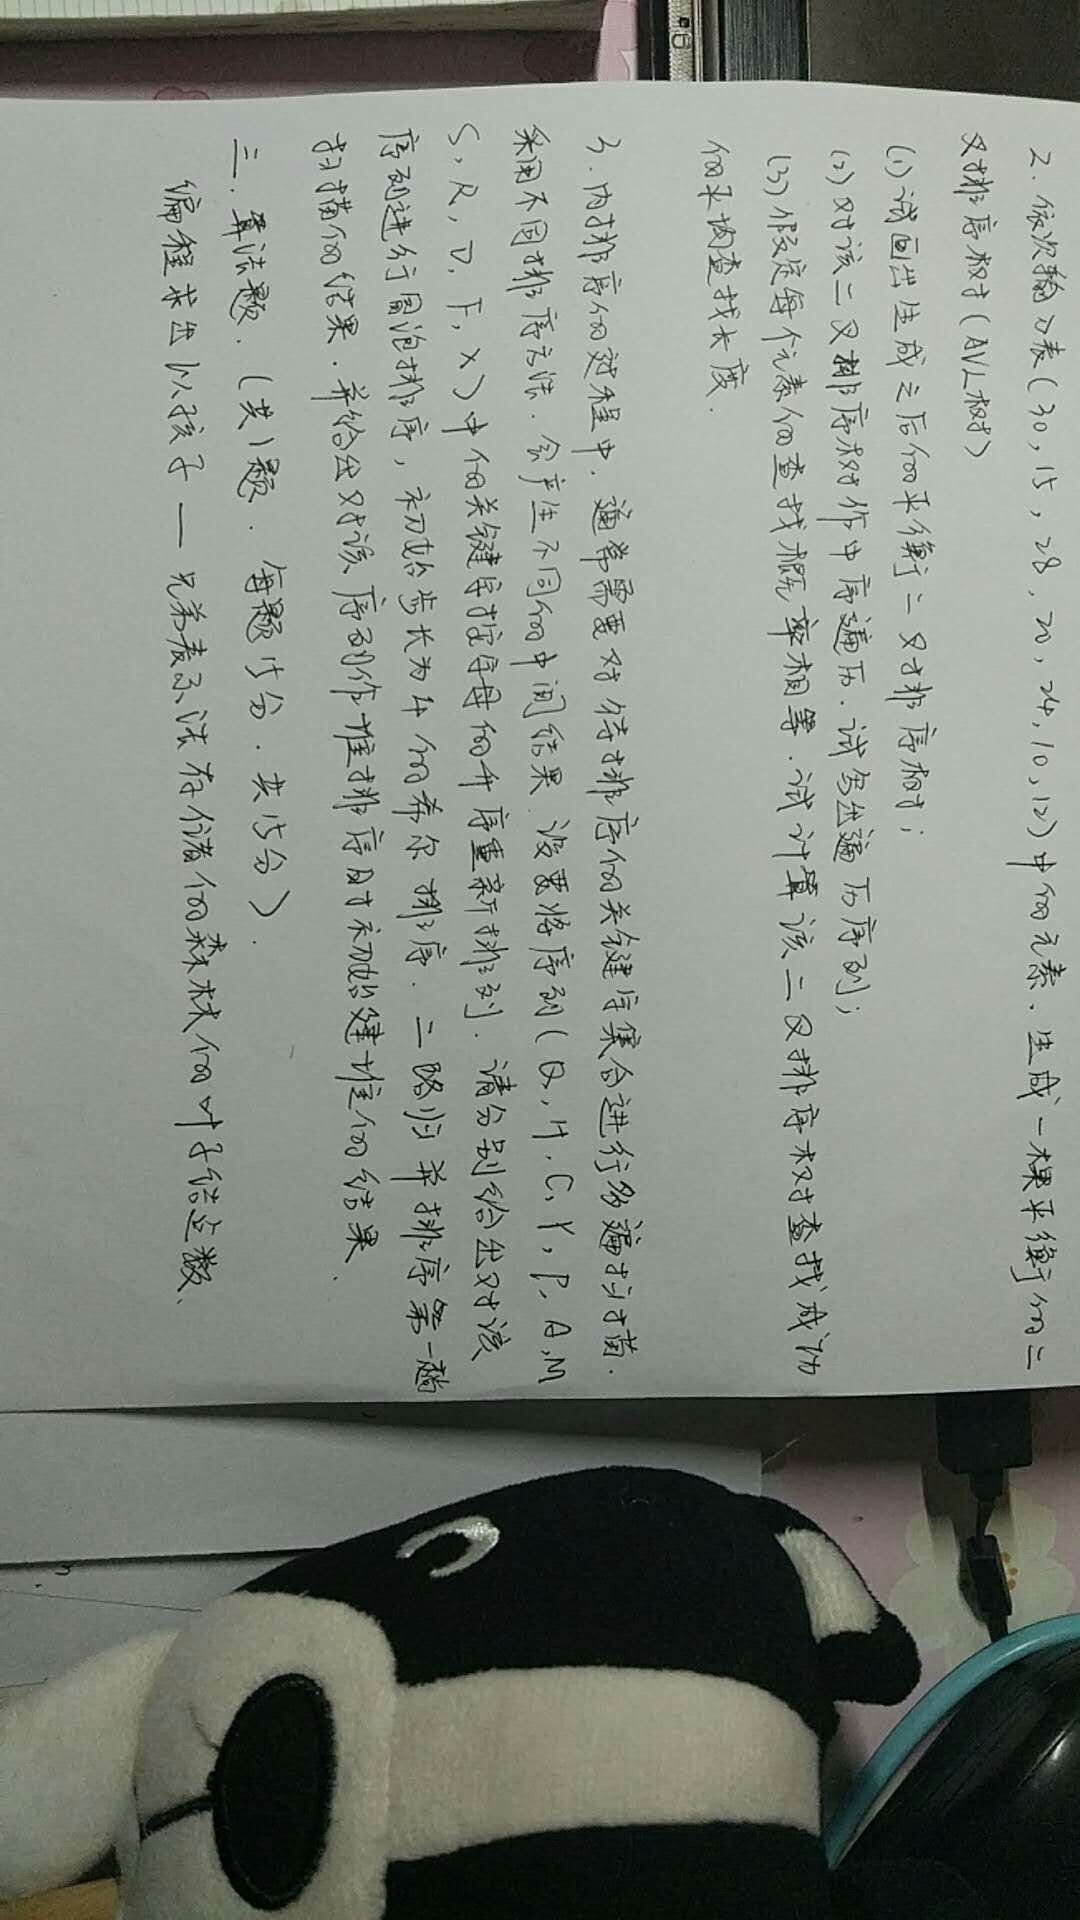 2. 依次输入表(30,15,28,20,24,10,12)中的元素、生成一棵平衡的二
叉排序树(AVL树)
(1)试画出生成之后的平衡二叉排序树;
(2)对该二叉排序树作中序遍历.试写出遍历序列;
(3)假定每个元素的查找概率相等.试计算该二叉排序树查找成功
的平均查找长度.
3.内排序的过程中.通常需要对待排序的关键字集合进行多遍扫描.
采用不同排序方法.会产生不同的中间结果.设要将序列(Q,H,C,Y,P,A,M
S,R,D,F,X)中的关键字按字母的升序重新排列.请分别给出对该
序列进行冒泡排序,初始步长为4的希尔排序.二路归并排序第一趟
扫描的结果.并给出对该序列作堆排序时初始建堆的结果.
三.算法题.(共1题.每题15分.共15分).
编程求出以孩子—兄弟表示法存储的森林的叶子结点数.